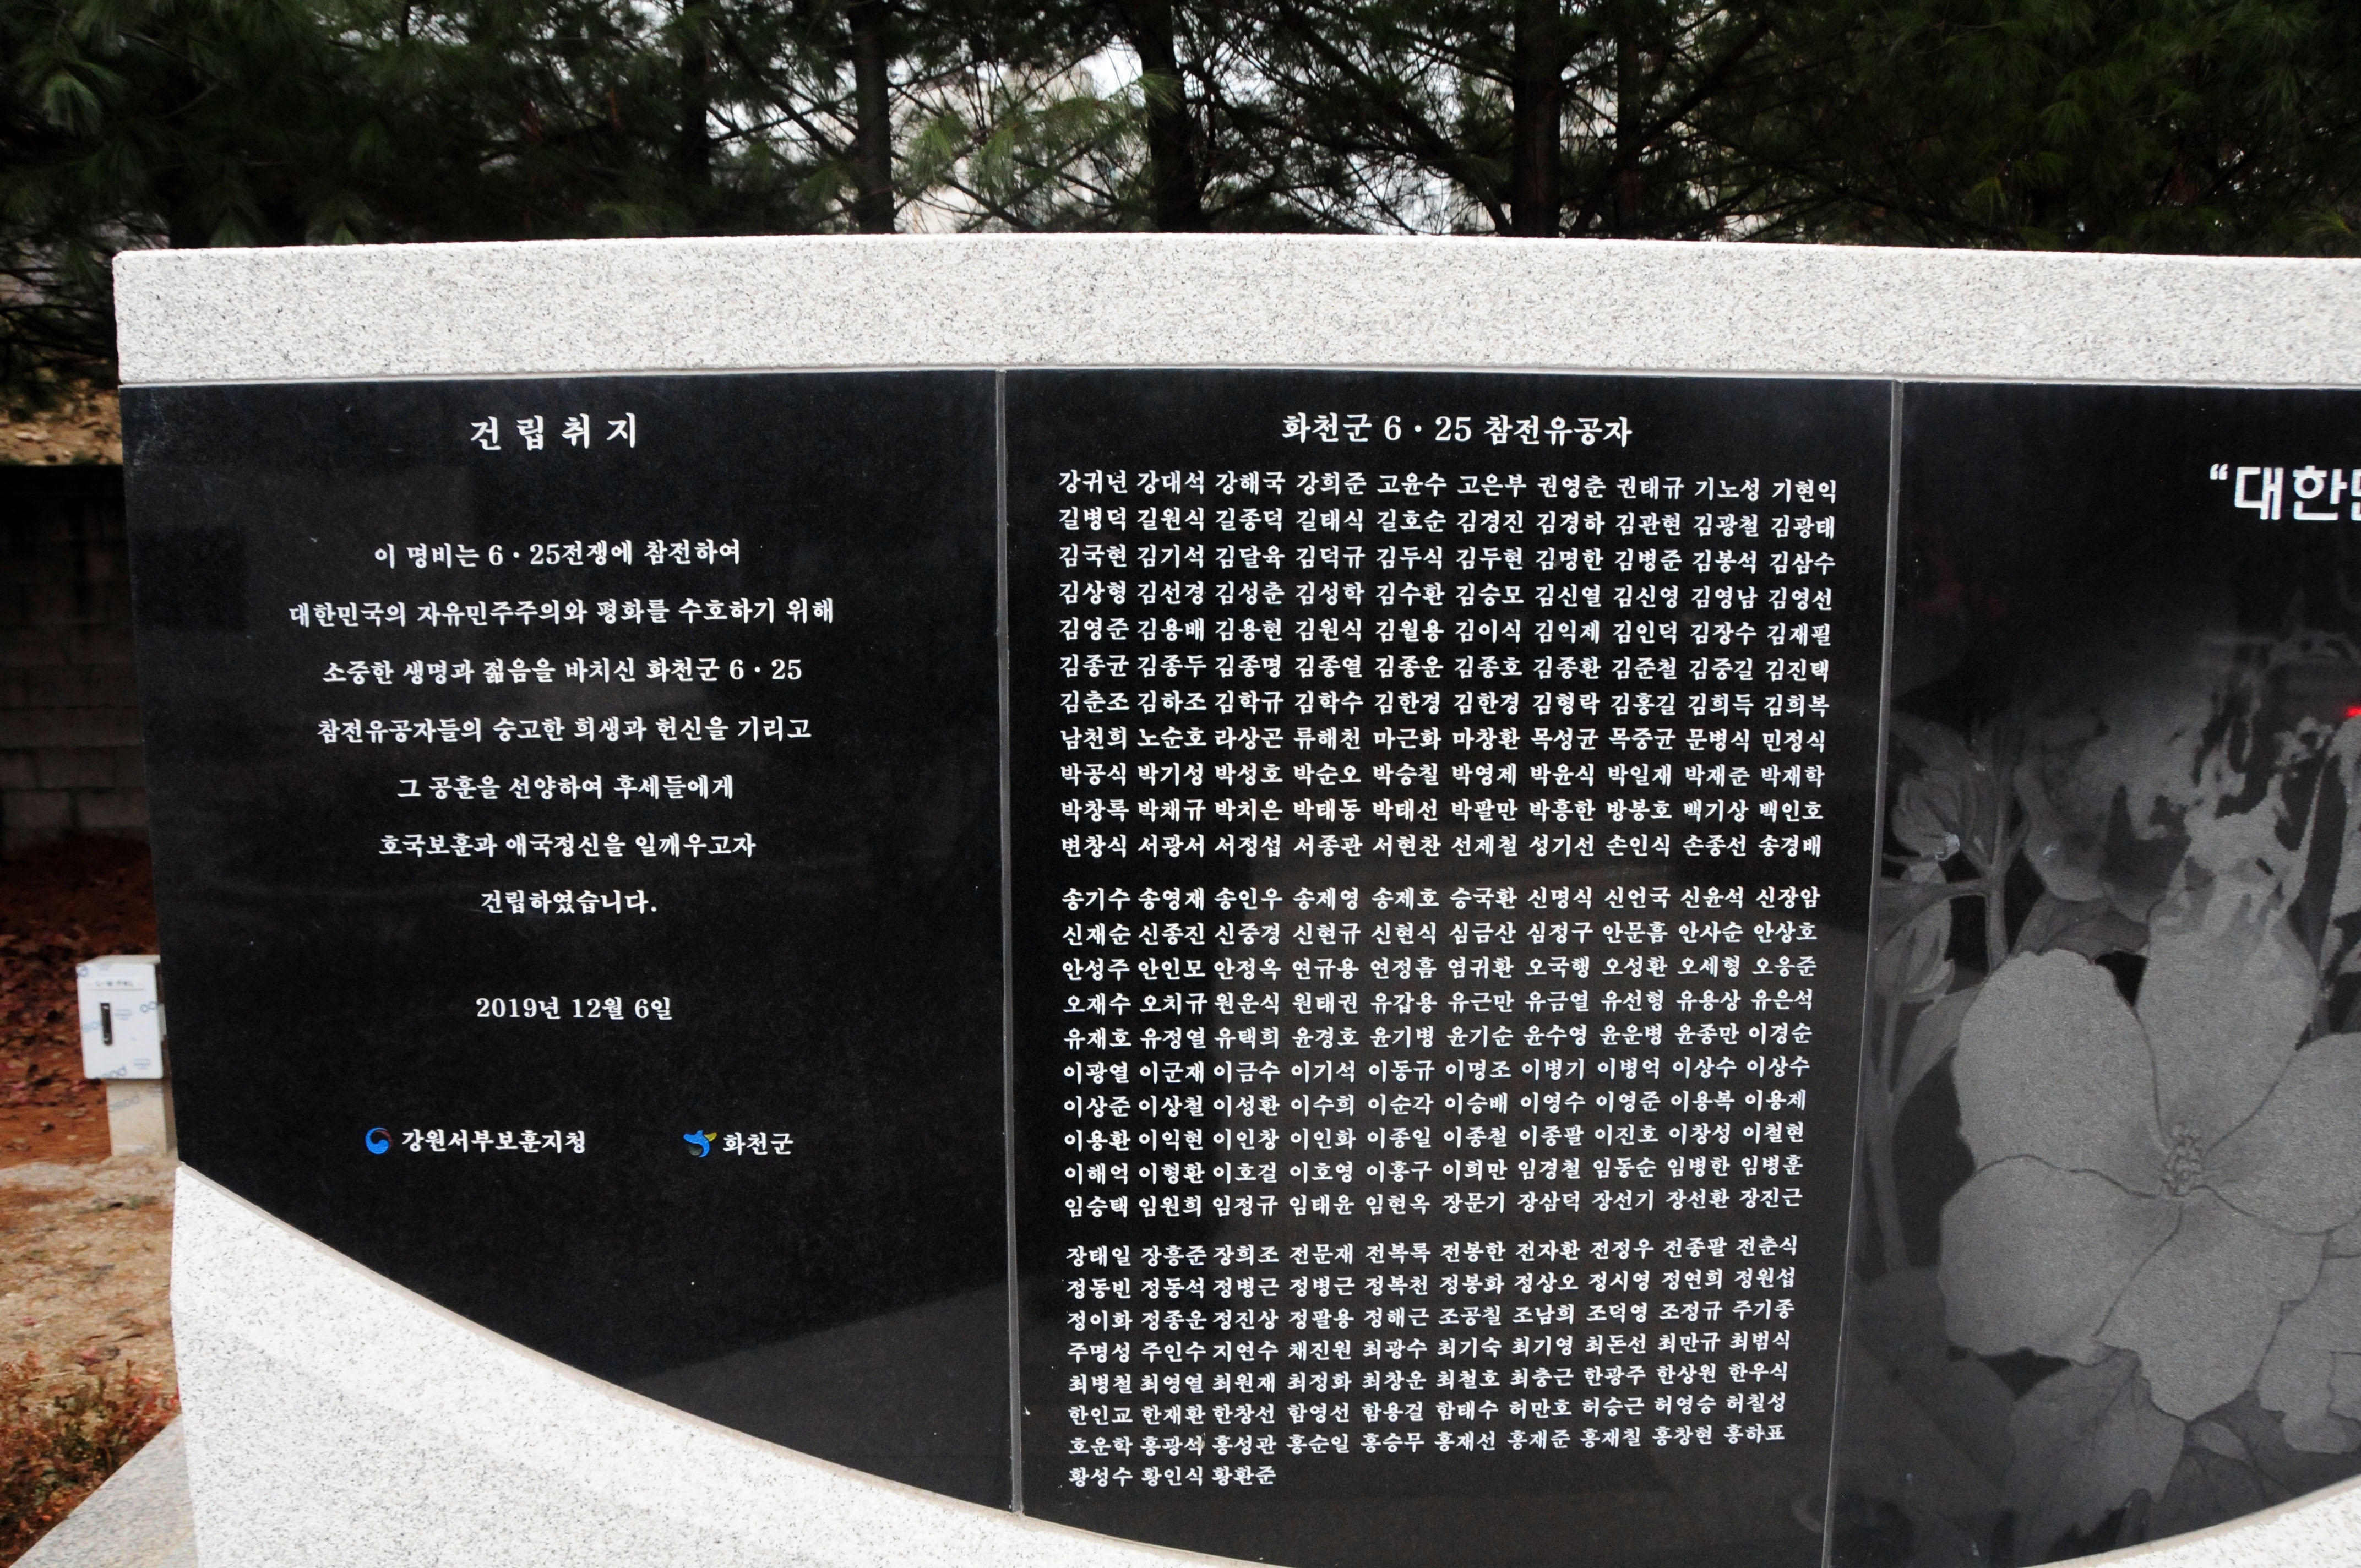 건립취지
이 명비는 6·25전쟁에 참전하여
대한민국의 자유민주주의와 평화를 수호하기 위해
소중한 생명과 젊음을 바치신 화천군 6·25
참전유공자들의 숭고한 희생과 헌신을 기리고
그 공훈을 선양하여 후세들에게
호국보훈과 애국정신을 일깨우고자
건립하였습니다.
2019년 12월 6일
강원서부보훈지청 화천군
화천군 6·25 참전유공자
강귀년 강대석 강해국 강희준 고윤수 고은부 권영춘 권태규 기노성 기현익
길병덕 길원식 길종덕 길태식 길호순 김경진 김경하 김관현 김광철 김광태
김국현 김기석 김달육 김덕규 김두식 김두현 김명한 김병준 김봉석 김삼수
김상형 김선경 김성춘 김성학 김수환 김승모 김신열 김신영 김영남 김영선
김영준 김용배 김용현 김원식 김월용 김이식 김익제 김인덕 김장수 김재필
김종균 김종두 김종명 김종열 김종운 김종호 김종환 김준철 김중길 김진택
김춘조 김하조 김학규 김학수 김한경 김한경 김형락 김홍길 김희득 김희복
남천희 노순호 라상곤 류해천 마근화 마창환 목성균 목중균 문병식 민정식
박공식 박기성 박성호 박순오 박승칠 박영제 박윤식 박일재 박재준 박재학
박창록 박채규 박치은 박태동 박태선 박팔만 박흥한 방봉호 백기상 백인호
변창식 서광서 서정섭 서종관 서현찬 선제철 성기선 손인식 손종선 송경배
송기수 송영재 송인우 송제영 송제호 승국환 신명식 신언국 신윤석 신장암
신재순 신종진 신중경 신현규 신현식 심금산 심정구 안문흠 안사순 안상호
안성주 안인모 안정옥 연규용 연정흠 염귀환 오국행 오성환 오세형 오응준
오재수 오치규 원운식 원태권 유갑용 유근만 유금열 유선형 유용상 유은석
유재호 유정열 유택희 윤경호 윤기병 윤기순 윤수영 윤운병 윤종만 이경순
이광열 이군재 이금수 이기석 이동규 이명조 이병기 이병억 이상수 이상수
이상준 이상철 이성환 이수희 이순각 이승배 이영수 이영준 이용복 이용제
이용환 이익현 이인창 이인화 이종일 이종철 이종팔 이진호 이창성 이철현
이해억 이형환 이호걸 이호영 이홍구 이희만 임경철 임동순 임병한 임병훈
임승택 임원희 임정규 임태윤 임현옥 장문기 장삼덕 장선기 장선환 장진근
장태일 장흥준 장희조 전문재 전복록 전봉한 전자환 전정우 전종팔 전춘식
정동빈 정동석 정병근 정병근 정복천 정봉화 정상오 정시영 정연희 정원섭
정이화 정종운 정진상 정팔용 정해근 조공칠 조남희 조덕영 조정규 주기종
주명성 주인수 지연수 채진원 최광수 최기숙 최기영 최돈선 최만규 최범식
최병철 최영열 최원재 최정화 최창운 최철호 최충근 한광주 한상원 한우식
한인교 한재환 한창선 함영선 함용걸 함태수 허만호 허승근 허영승 허칠성
호운학 홍광석 홍성관 홍순일 홍승무 홍재선 홍재준 홍재칠 홍창현 홍하표
황성수 황인식 황환준
“대한